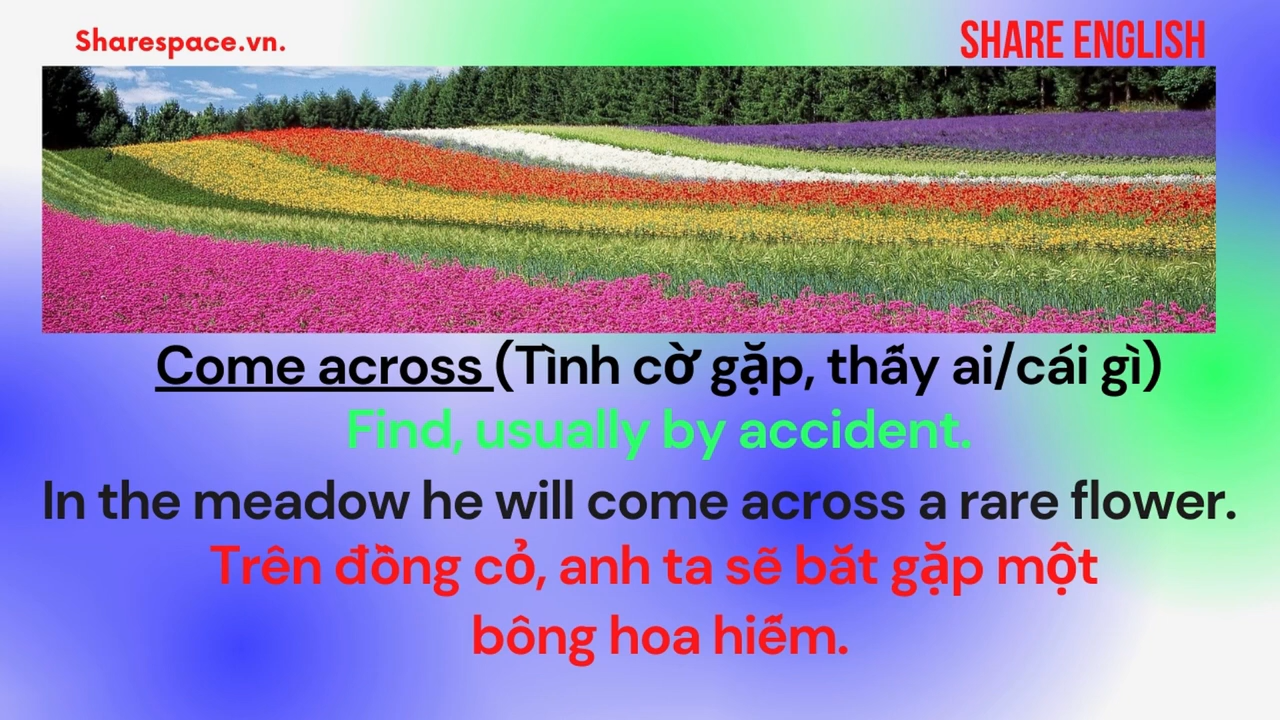 Sharespace.vn.
SHARE ENGLISH
Come across (Tình cờ gặp, thấy ai/cái gì)
Find, usually by accident.
In the meadow he will come across a rare flower.
Trên đồng cỏ, anh ta sẽ bắt gặp một
bông hoa hiếm.